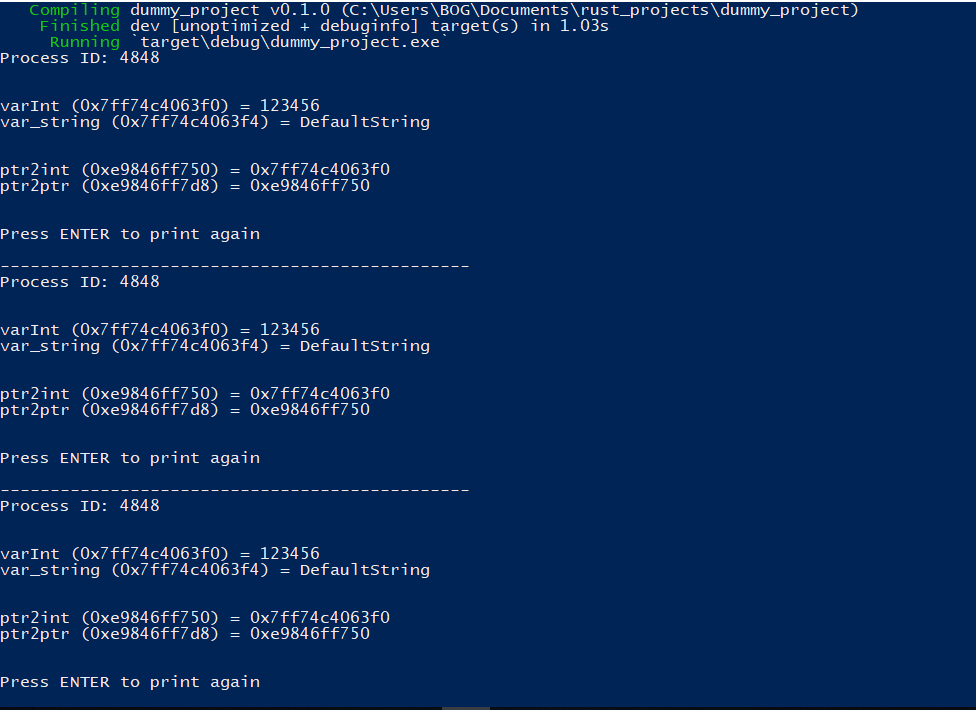 Compiling dummy_project v0.1.0 (C:\Users\BOG\Documents\rust_projects\dummy_project)
Finished dev [unoptimized + debuginfo] target(s) in 1.03s
Running `target\debug\dummy_project.exe`
Process ID: 4848
varInt (0x7ff74c4063f0) = 123456
var_string (0x7ff74c4063f4) = DefaultString
ptr2int (0xe9846ff750) = 0x7ff74c4063f0
ptr2ptr (0xe9846ff7d8) = 0xe9846ff750
Press ENTER to print again
-----------------------------------------------
Process ID: 4848
varInt (0x7ff74c4063f0) = 123456
var_string (0x7ff74c4063f4) = DefaultString
ptr2int (0xe9846ff750) = 0x7ff74c4063f0
ptr2ptr (0xe9846ff7d8) = 0xe9846ff750
Press ENTER to print again
-----------------------------------------------
Process ID: 4848
varInt (0x7ff74c4063f0) = 123456
var_string (0x7ff74c4063f4) = DefaultString
ptr2int (0xe9846ff750) = 0x7ff74c4063f0
ptr2ptr (0xe9846ff7d8) = 0xe9846ff750
Press ENTER to print again